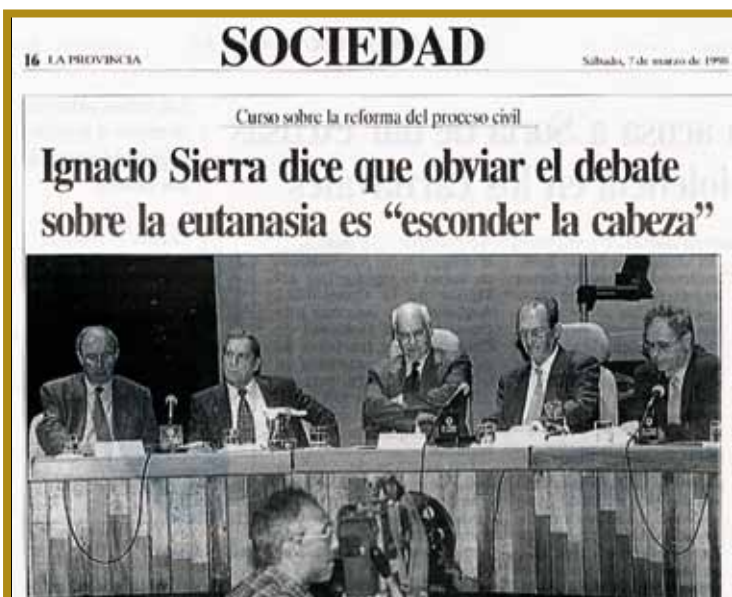 16 LA PROVINCIA
SOCIEDAD
Sábado, 7 de marzo de 1998
Curso sobre la reforma del proceso civil
Ignacio Sierra dice que obviar el debate
sobre la eutanasia es “esconder la cabeza”